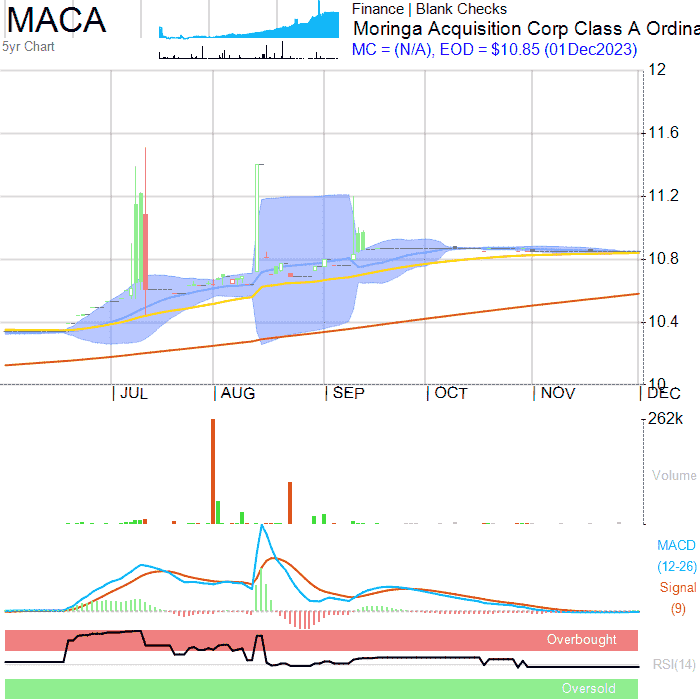 MACA
5yr Chart
Finance | Blank Checks
Moringa Acquisition Corp Class A Ordina
MC = (N/A), EOD = $10.85 (01Dec2023)
12
11.6
11.2
10.8
10.4
10
JUL AUG SEP OCT NOV DEC
262k
Volume
MACD
(12-26)
Signal
(9)
Overbought
RSI(14)
Oversold